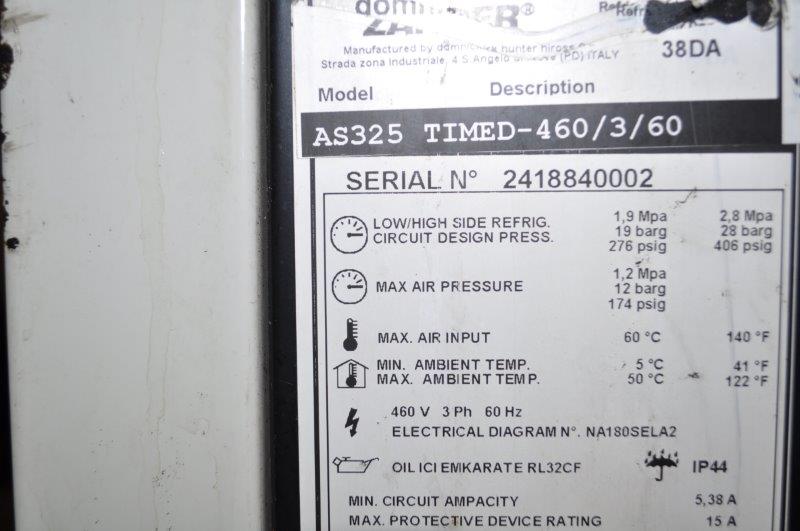 Manufactured by
Strada zona Industriale, 4 S.Angelo (PD) ITALY
38DA
Model Description
AS325 TIMED-460/3/60
SERIAL N° 2418840002
LOW/HIGH SIDE REFRIG. 1,9 Mpa 2,8 Mpa
CIRCUIT DESIGN PRESS. 19 barg 28 barg
276 psig 406 psig
1,2 Mpa
MAX AIR PRESSURE 12 barg
174 psig
MAX. AIR INPUT 60 °C 140 °F
MIN. AMBIENT TEMP. 5 °C 41 °F
MAX. AMBIENT TEMP. 50 °C 122 °F
460 V 3 Ph 60 Hz
ELECTRICAL DIAGRAM N°. NA180SELA2
OIL ICI EMKARATE RL32CF IP44
MIN. CIRCUIT AMPACITY 5,38 A
MAX. PROTECTIVE DEVICE RATING 15 A